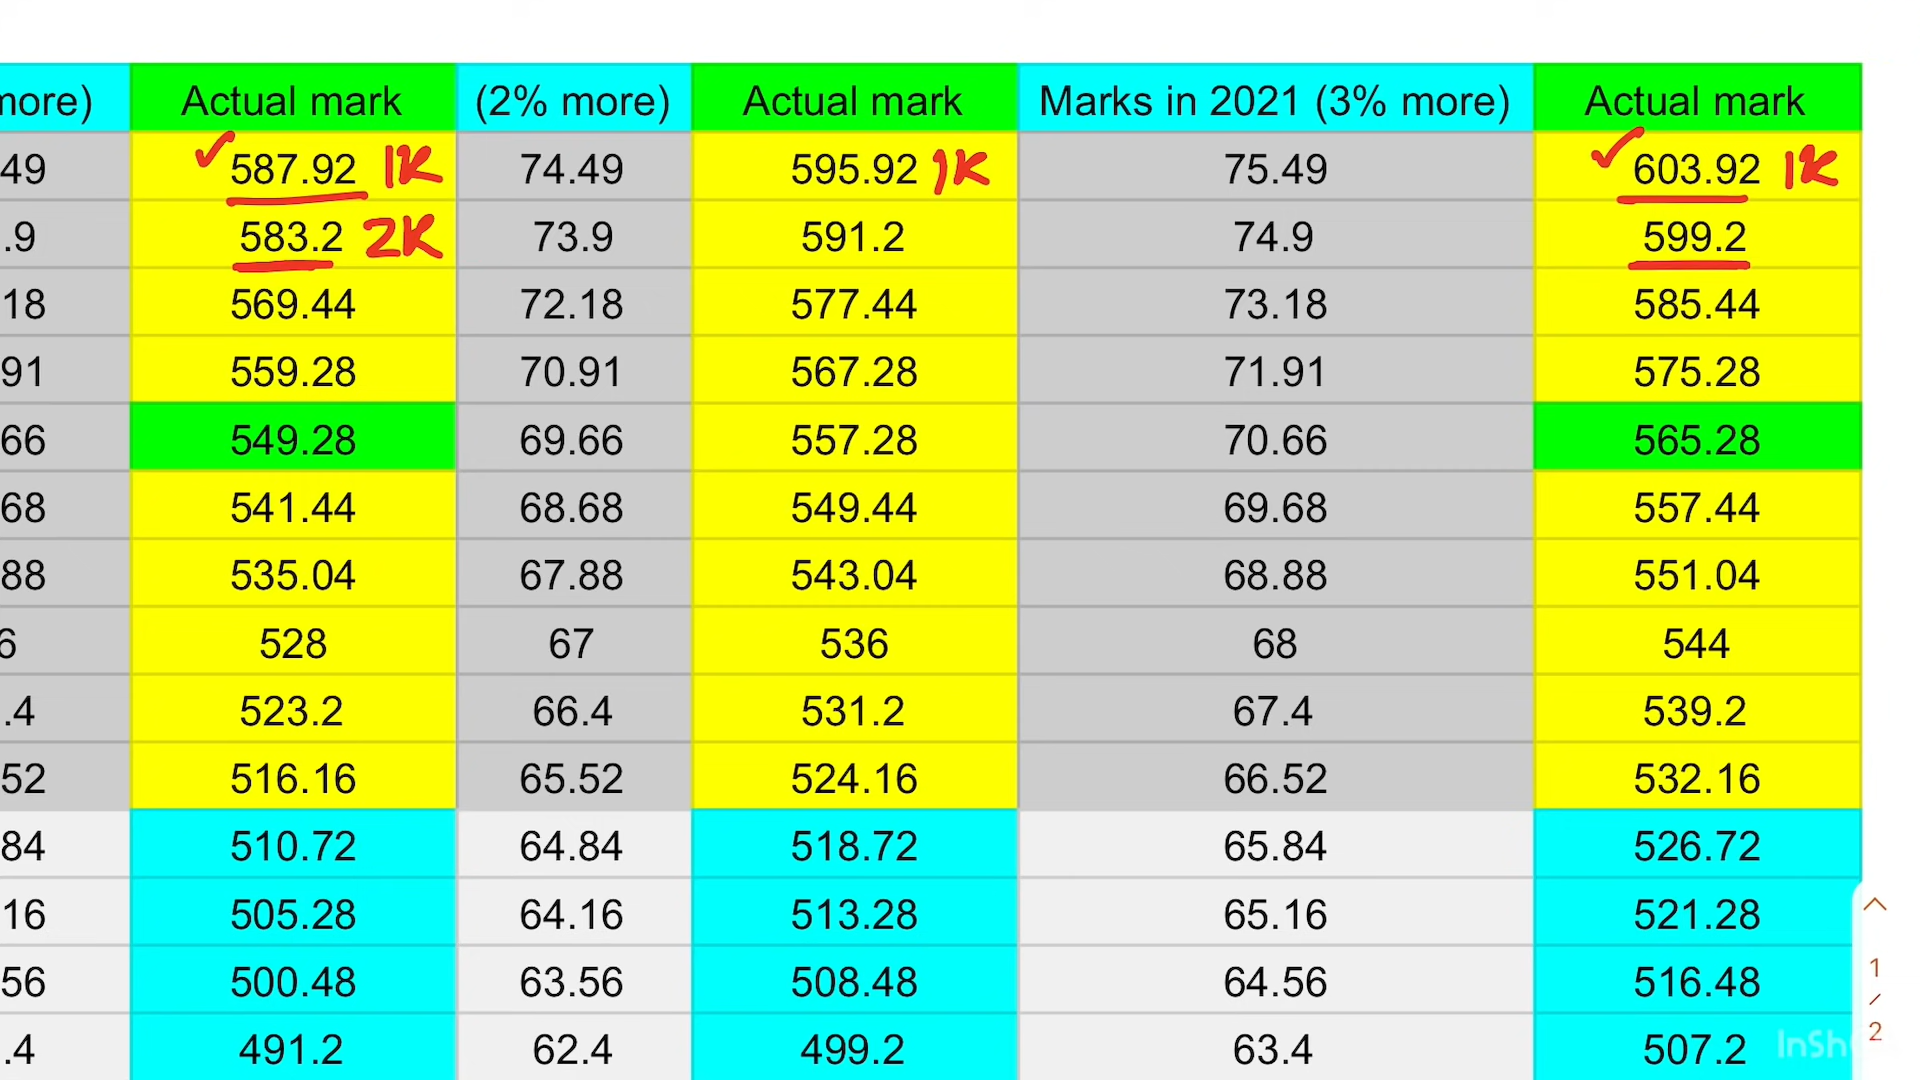 more) Actual mark (2% more) Actual mark Marks in 2021 (3% more) Actual mark
49 587.92 1K 74.49 595.92 1K 75.49 603.92 1K
.9 583.2 2K 73.9 591.2 74.9 599.2
18 569.44 72.18 577.44 73.18 585.44
91 559.28 70.91 567.28 71.91 575.28
66 549.28 69.66 557.28 70.66 565.28
68 541.44 68.68 549.44 69.68 557.44
88 535.04 67.88 543.04 68.88 551.04
6 528 67 536 68 544
.4 523.2 66.4 531.2 67.4 539.2
52 516.16 65.52 524.16 66.52 532.16
84 510.72 64.84 518.72 65.84 526.72
16 505.28 64.16 513.28 65.16 521.28
56 500.48 63.56 508.48 64.56 516.48
.4 491.2 62.4 499.2 63.4 507.2
1
/
2
InSh